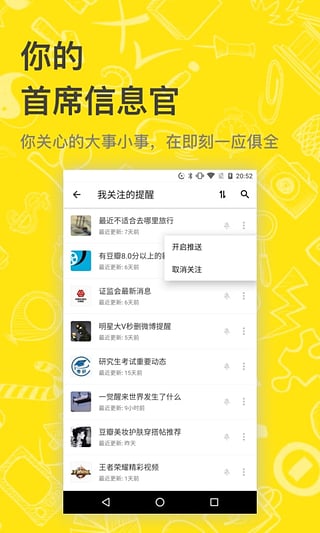 你的
首席信息官
你关心的大事小事，在即刻一应俱全
20:52
我关注的提醒
最近不适合去哪里旅行
最近更新: 7天前
开启推送
有豆瓣8.0分以上的
最近更新: 5天前
取消关注
证监会最新消息
最近更新: 3天前
明星大V秒删微博提醒
最近更新: 5天前
研究生考试重要动态
最近更新: 15天前
一觉醒来世界发生了什么
最近更新: 9小时前
豆瓣美妆护肤穿搭帖推荐
最近更新: 昨天
王者荣耀精彩视频
最近更新: 1天前